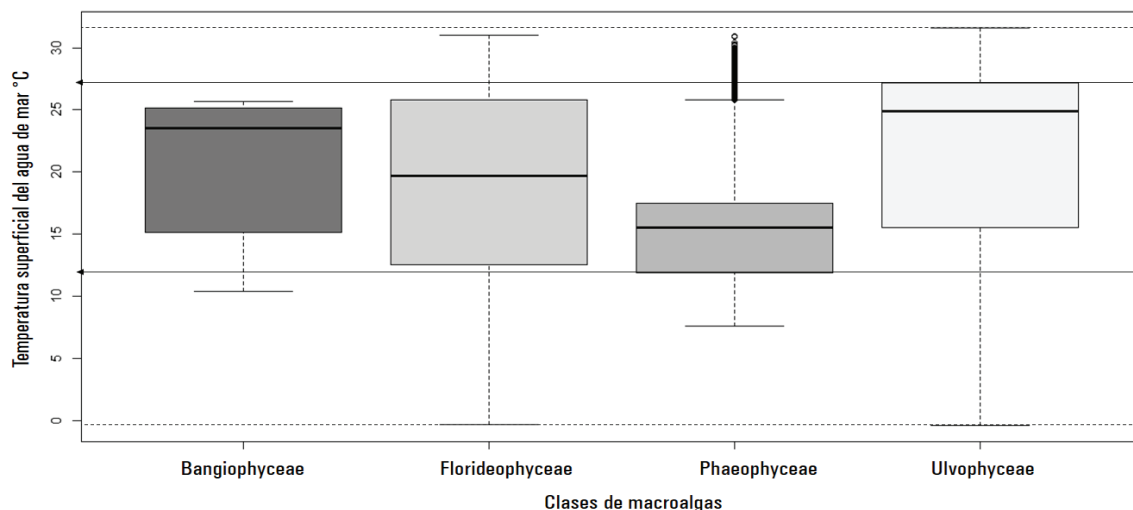 Temperatura superficial del agua de mar °C
30
25
20
15
10
5
0
Bangiophyceae Florideophyceae Phaeophyceae Ulvophyceae
Clases de macroalgas